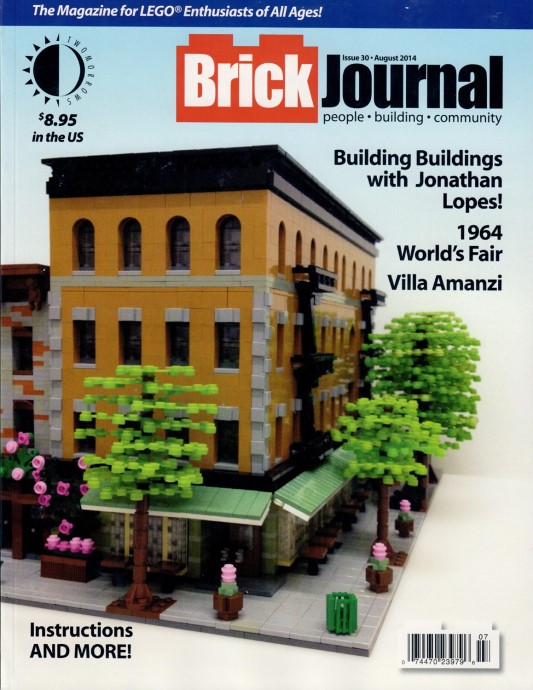 The Magazine for LEGO® Enthusiasts of All Ages!
TWOMORROWS
$8.95
in the US
Issue 30 • August 2014
Brick Journal
people • building • community
Building Buildings
with Jonathan
Lopes!
1964
World's Fair
Villa Amanzi
Instructions
AND MORE!
07
0 74470 23979 6